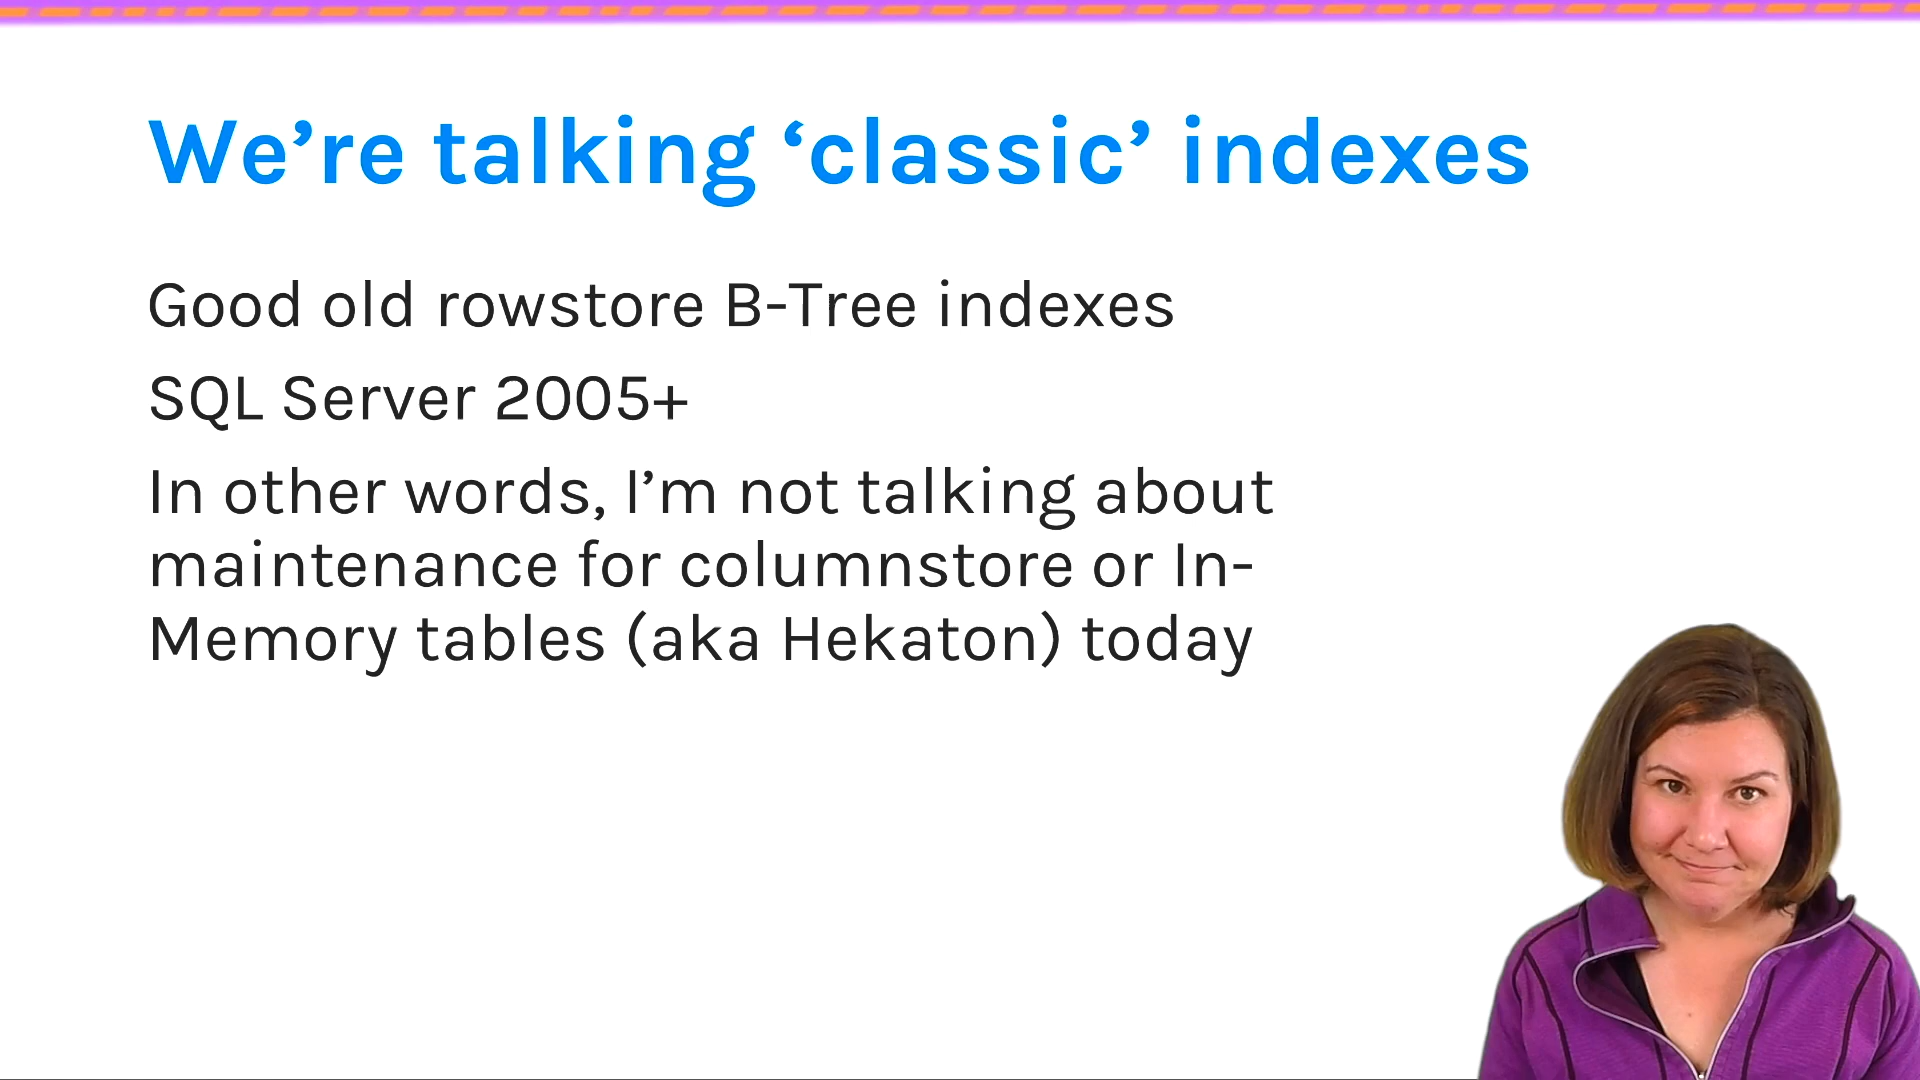 We’re talking ‘classic’ indexes
Good old rowstore B-Tree indexes
SQL Server 2005+
In other words, I’m not talking about
maintenance for columnstore or In-
Memory tables (aka Hekaton) today